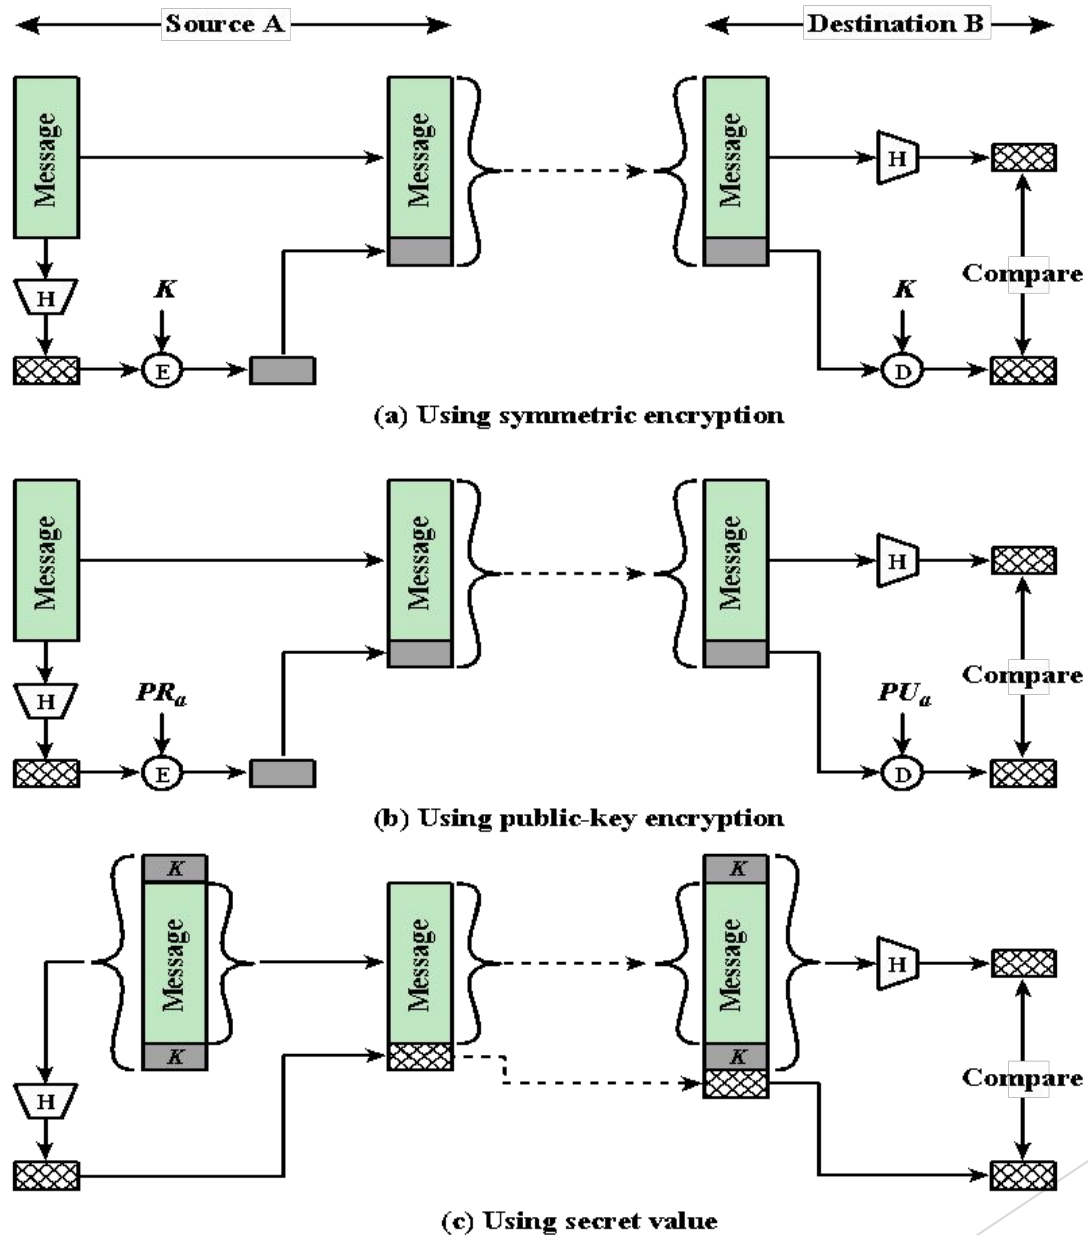 Source A
Destination B
Message
Message
Message
H
H
K
K
Compare
E
D
(a) Using symmetric encryption
Message
Message
Message
H
H
PRa
PUa
Compare
E
D
(b) Using public-key encryption
K
K
Message
Message
Message
H
K
K
H
Compare
(c) Using secret value